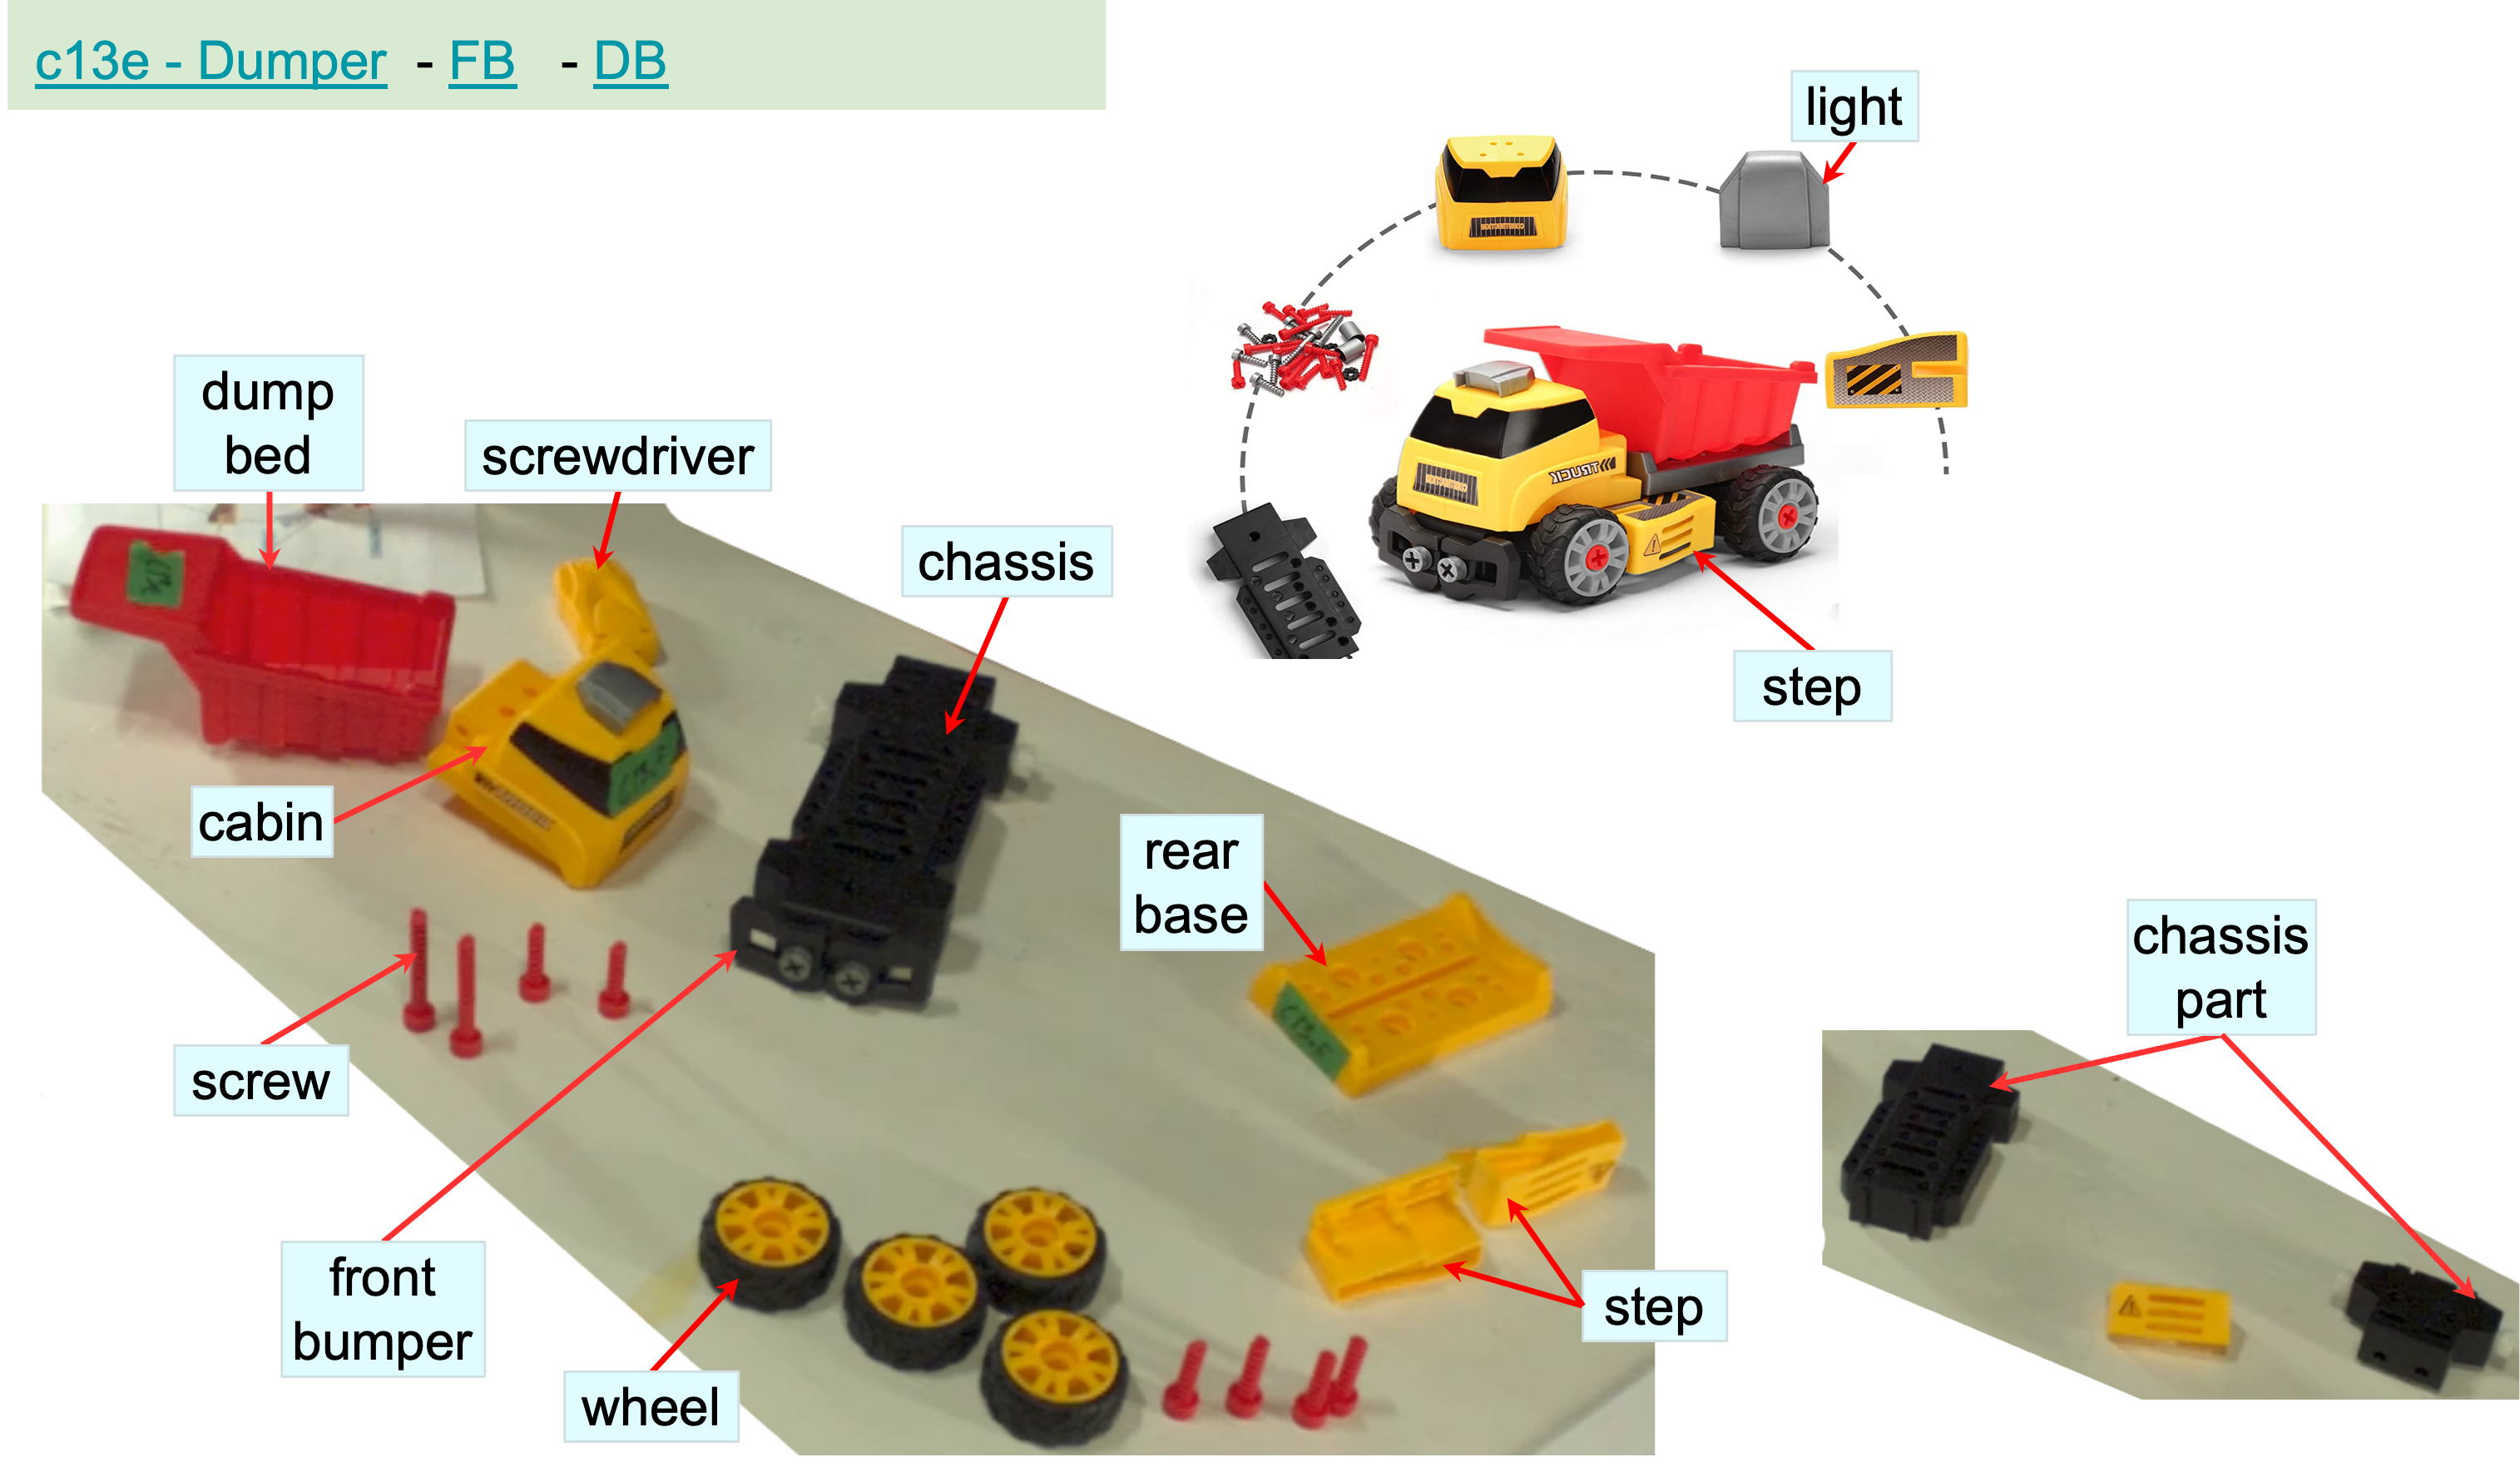 c13e - Dumper - FB - DB
light
dump
bed
screwdriver
chassis
TRUCK
step
cabin
rear
base
chassis
part
screw
front
bumper
step
wheel